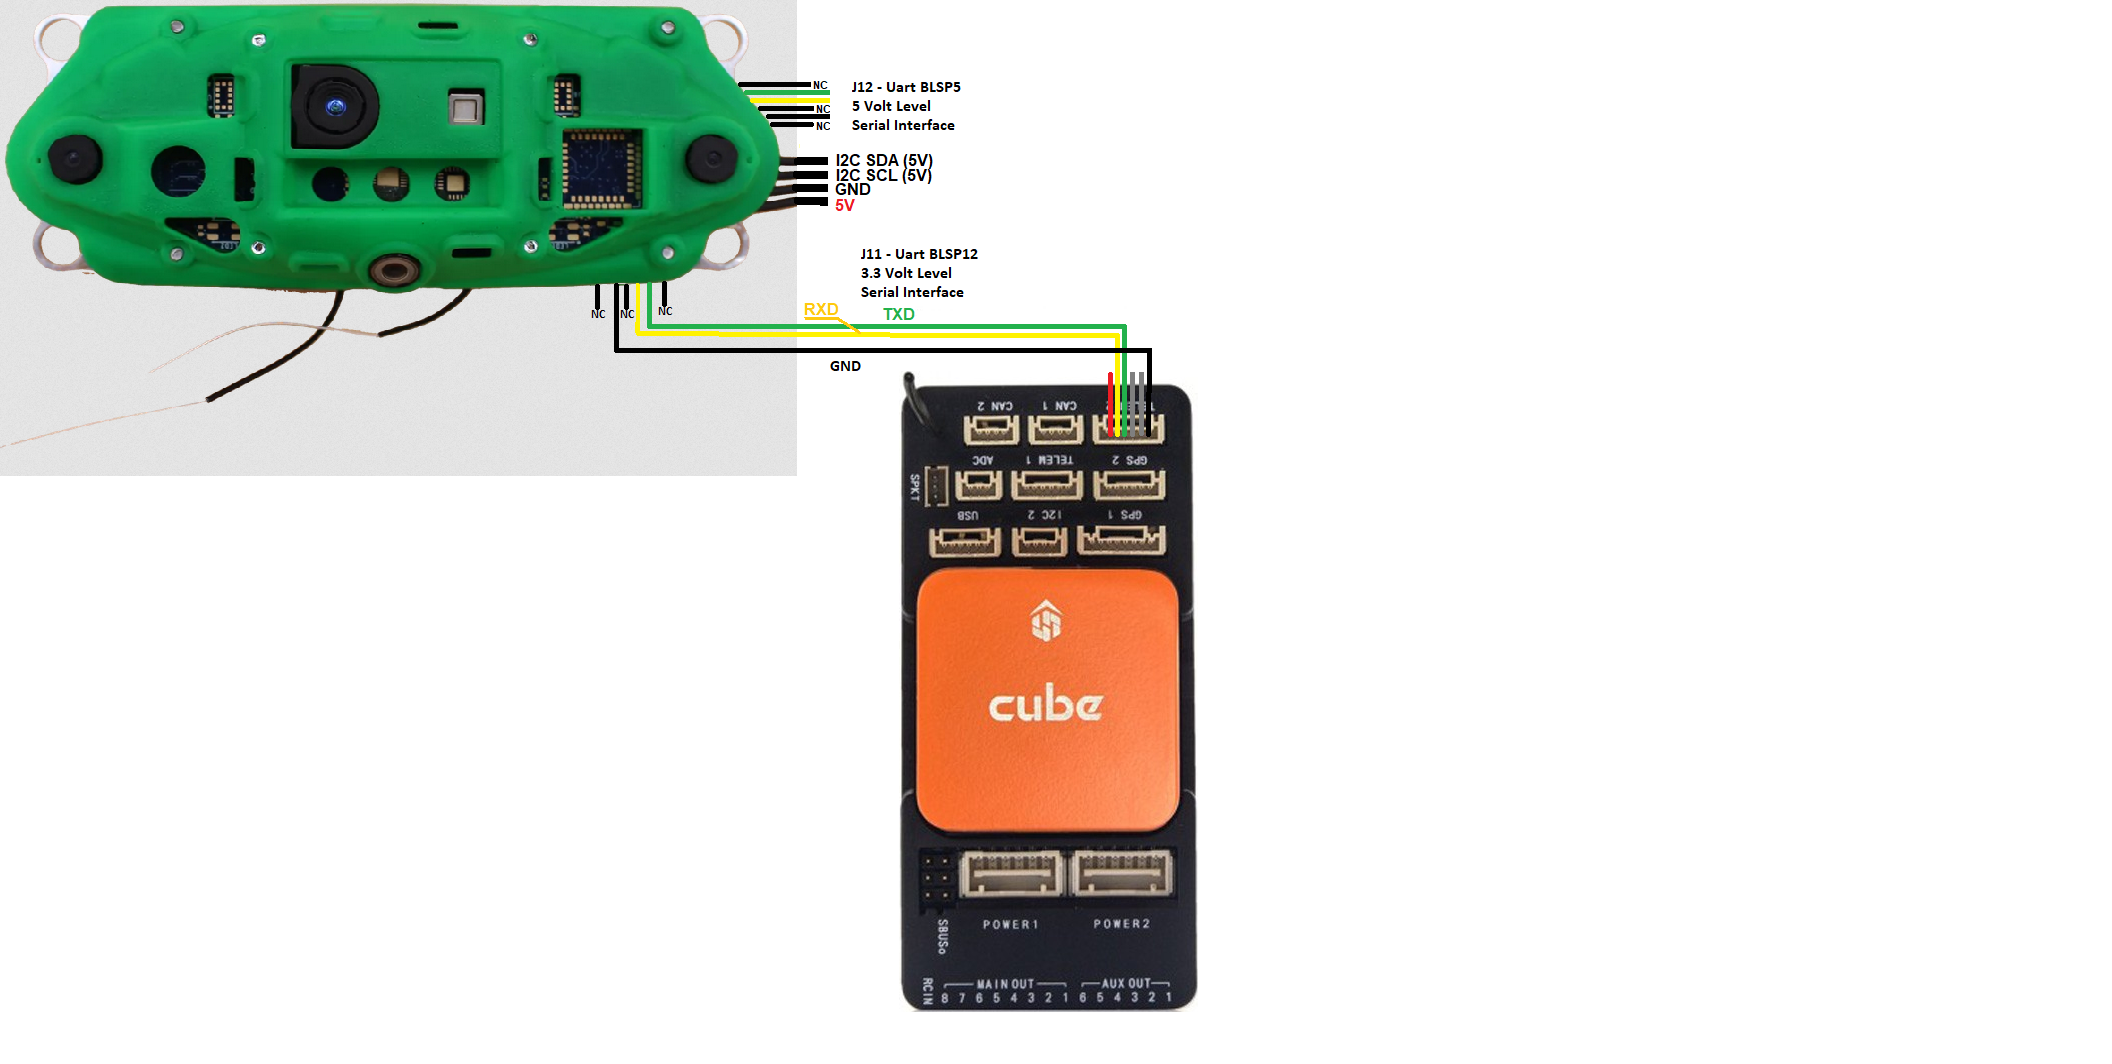 NC
J12 - Uart BLSP5
NC
5 Volt Level
NC
Serial Interface
I2C SDA (5V)
I2C SCL (5V)
GND
5V
J11 - Uart BLSP12
3.3 Volt Level
Serial Interface
NC
NC
NC
RXD
TXD
GND
CAN 2
CAN 1
ADC
TELEM 1
GPS 2
SPKT
USB
I2C 2
GPS 1
cube
POWER1
POWER2
SBUSo
RCIN
MAIN OUT
AUX OUT
8 7 6 5 4 3 2 1 6 5 4 3 2 1